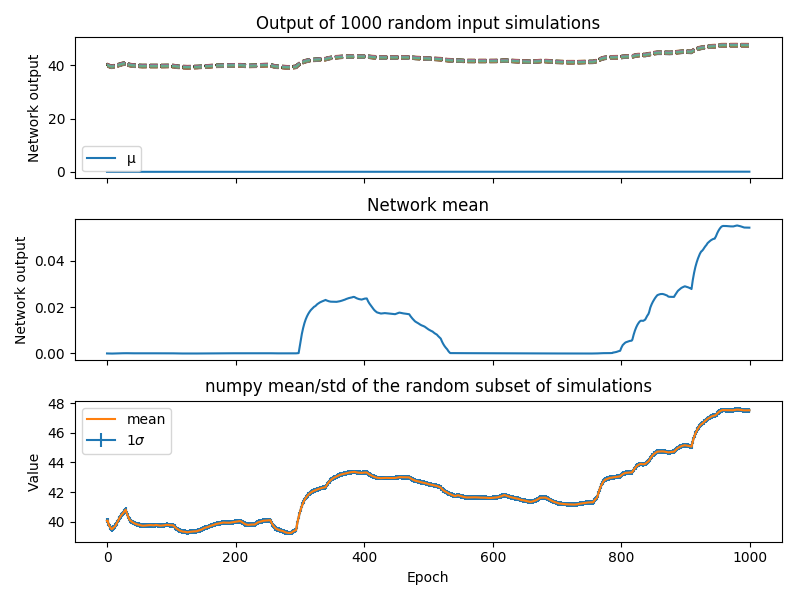 Output of 1000 random input simulations
Network output
40
20
0
μ
Network mean
Network output
0.04
0.02
0.00
numpy mean/std of the random subset of simulations
Value
48
46
44
42
40
mean
1σ
0 200 400 600 800 1000
Epoch